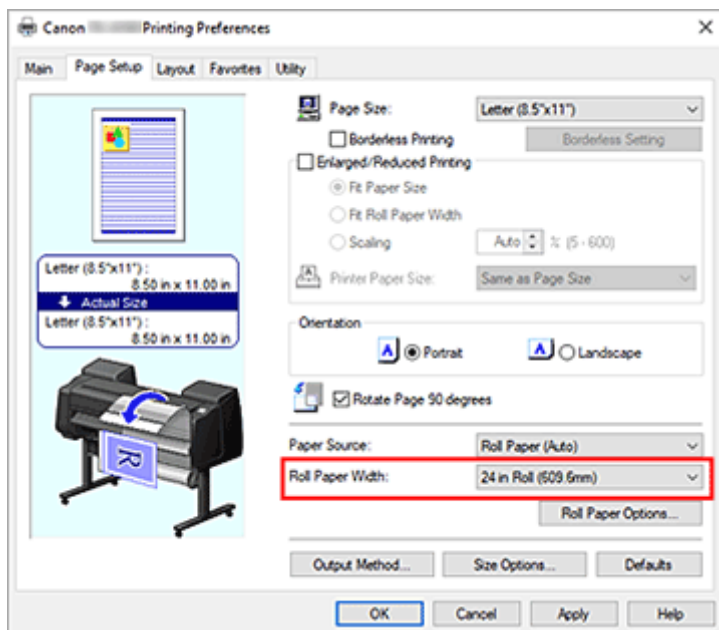 Canon Printing Preferences
Main Page Setup Layout Favorites Utility
Page Size: Letter (8.5"x11")
Borderless Printing Borderless Setting
Enlarged/Reduced Printing
Fit Paper Size
Fit Roll Paper Width
Scaling Auto % (5 - 600)
Printer Paper Size: Same as Page Size
Letter (8.5"x11") :
8.50 in x 11.00 in
Actual Size
Letter (8.5"x11") :
8.50 in x 11.00 in
Orientation
A Portrait A Landscape
Rotate Page 90 degrees
R
Paper Source: Roll Paper (Auto)
Roll Paper Width: 24 in Roll (609.6mm)
Roll Paper Options...
Output Method... Size Options... Defaults
OK Cancel Apply Help